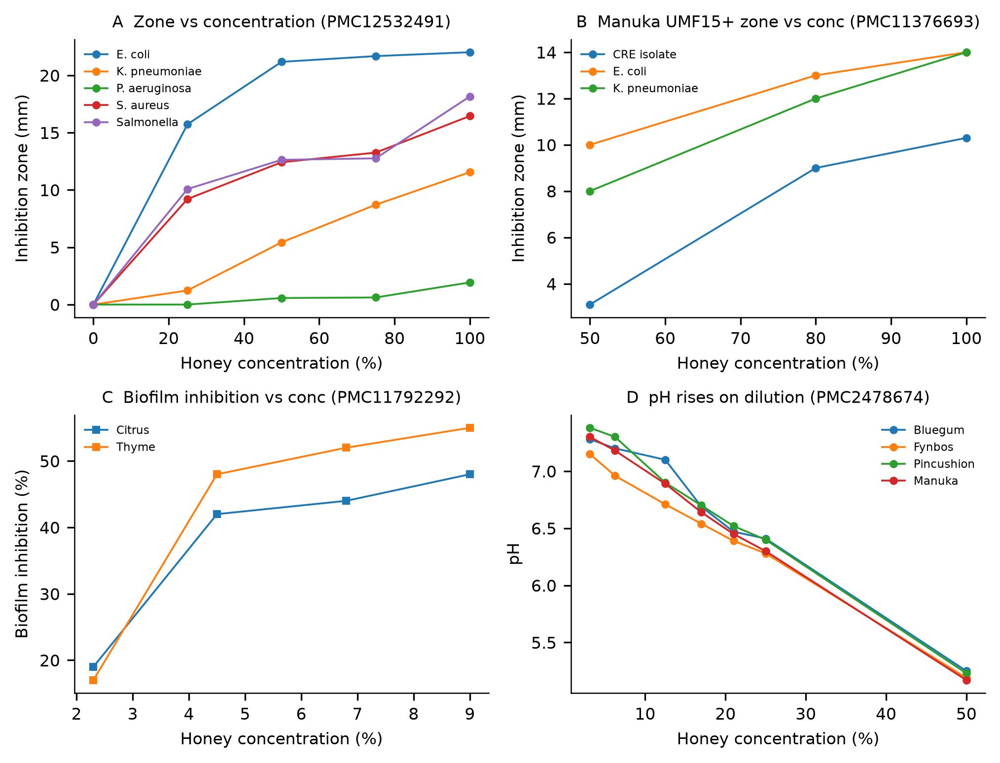 A  Zone vs concentration (PMC12532491)
E. coli
K. pneumoniae
P. aeruginosa
S. aureus
Salmonella
Inhibition zone (mm)
20
15
10
5
0
0 20 40 60 80 100
Honey concentration (%)
B  Manuka UMF15+ zone vs conc (PMC11376693)
CRE isolate
E. coli
K. pneumoniae
Inhibition zone (mm)
14
12
10
8
6
4
50 60 70 80 90 100
Honey concentration (%)
C  Biofilm inhibition vs conc (PMC11792292)
Citrus
Thyme
Biofilm inhibition (%)
50
40
30
20
2 3 4 5 6 7 8 9
Honey concentration (%)
D  pH rises on dilution (PMC2478674)
Bluegum
Fynbos
Pincushion
Manuka
pH
7.0
6.5
6.0
5.5
10 20 30 40 50
Honey concentration (%)